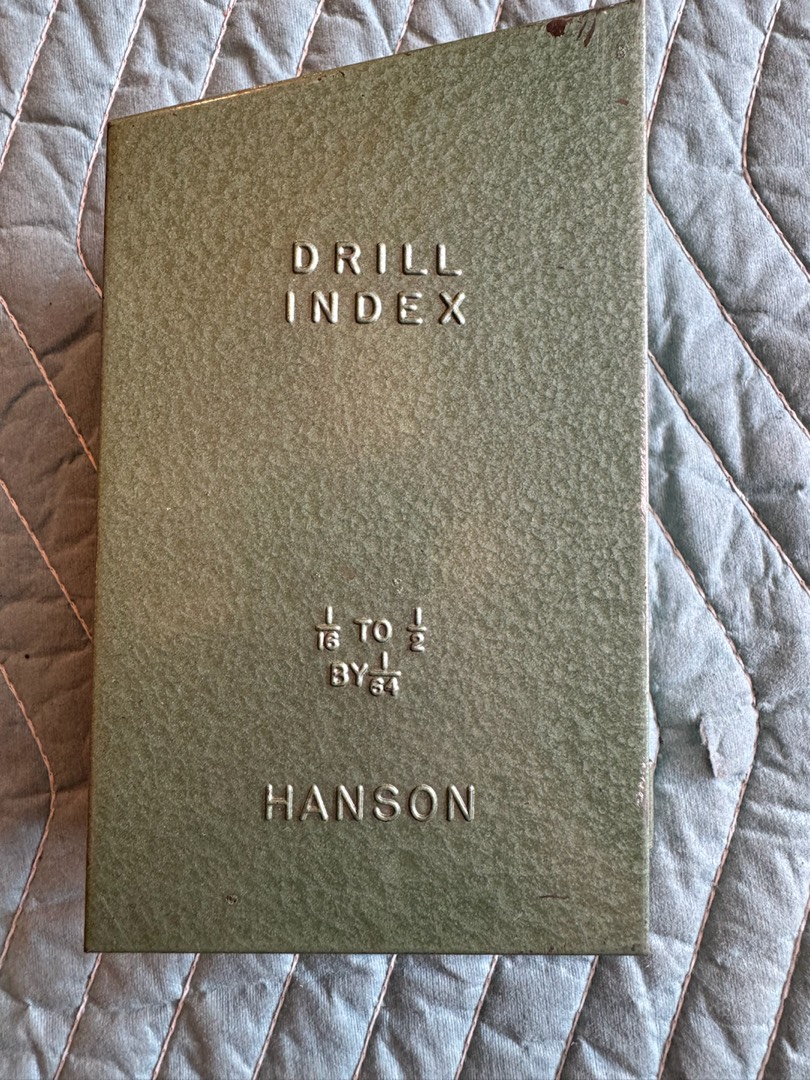 DRILL
INDEX
1/16 TO 1/2
BY 1/64
HANSON